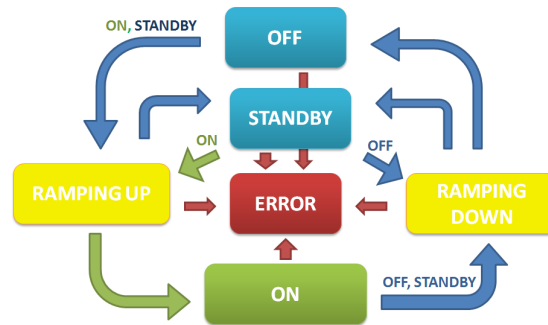 ON, STANDBY
OFF
STANDBY
ON
OFF
RAMPING UP
ERROR
RAMPING
DOWN
ON
OFF, STANDBY